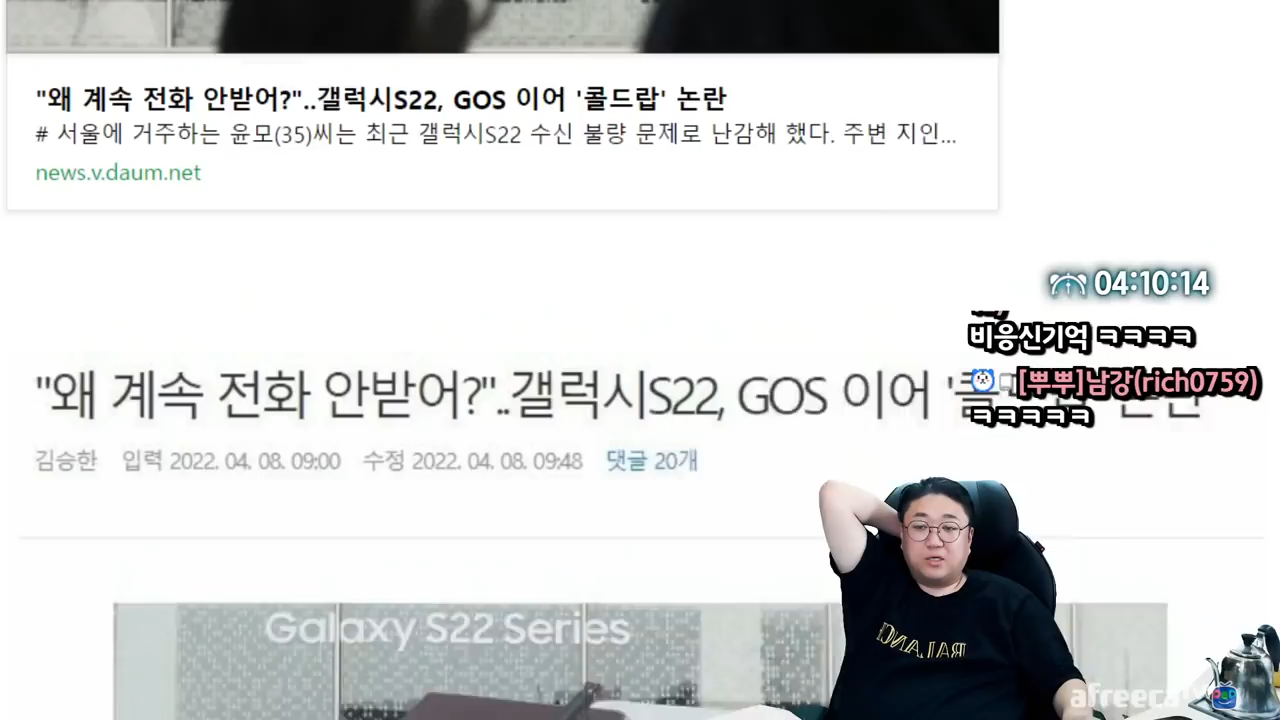 "왜 계속 전화 안받어?"..갤럭시S22, GOS 이어 '콜드랍' 논란
# 서울에 거주하는 윤모(35)씨는 최근 갤럭시S22 수신 불량 문제로 난감해 했다. 주변 지인...
news.v.daum.net
04:10:14
비응신기억 ㅋㅋㅋㅋ
[뿌뿌]남강(rich0759)
ㅋㅋㅋㅋㅋ
"왜 계속 전화 안받어?"..갤럭시S22, GOS 이어 '콜
김승한 입력 2022. 04. 08. 09:00 수정 2022. 04. 08. 09:48 댓글 20개
Galaxy S22 Series
afreeca